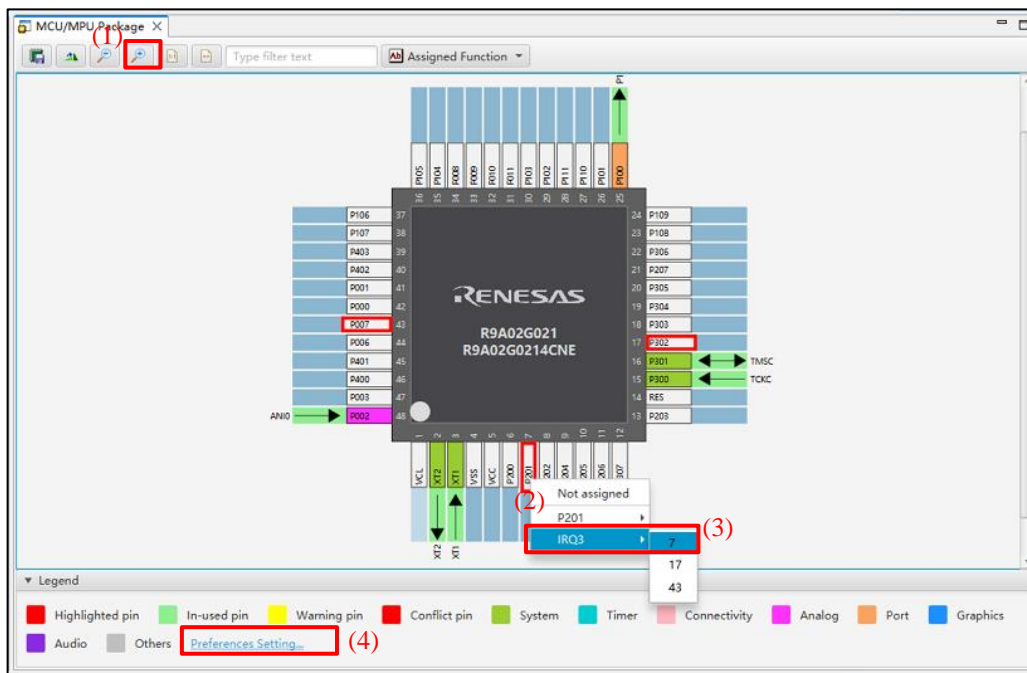 MCU/MPU Package
(1)
Type filter text
Ab Assigned Function
P1
P105 P104 P008 P009 P010 P011 P103 P102 P111 P110 P101 P100
36 35 34 33 32 31 30 29 28 27 26 25
P106 37 24 P109
P107 38 23 P108
P403 39 22 P306
P402 40 21 P207
P001 41 20 P305
P000 42 19 P304
P007 43 18 P303
P006 44 17 P302
P401 45 16 P301 TMSC
P400 46 15 P300 TCKC
P003 47 14 RES
ANI0 P002 48 13 P203
RENESAS
R9A02G021
R9A02G0214CNE
1 2 3 4 5 6 7 8 9 10 11 12
VCL XT2 XT1 VSS VCC P200 P201 202 204 205 206 307
XT2 XT1
(2)
Not assigned
P201
IRQ3 7
(3)
17
43
Legend
Highlighted pin In-used pin Warning pin Conflict pin System Timer Connectivity Analog Port Graphics
Audio Others Preferences Setting...
(4)